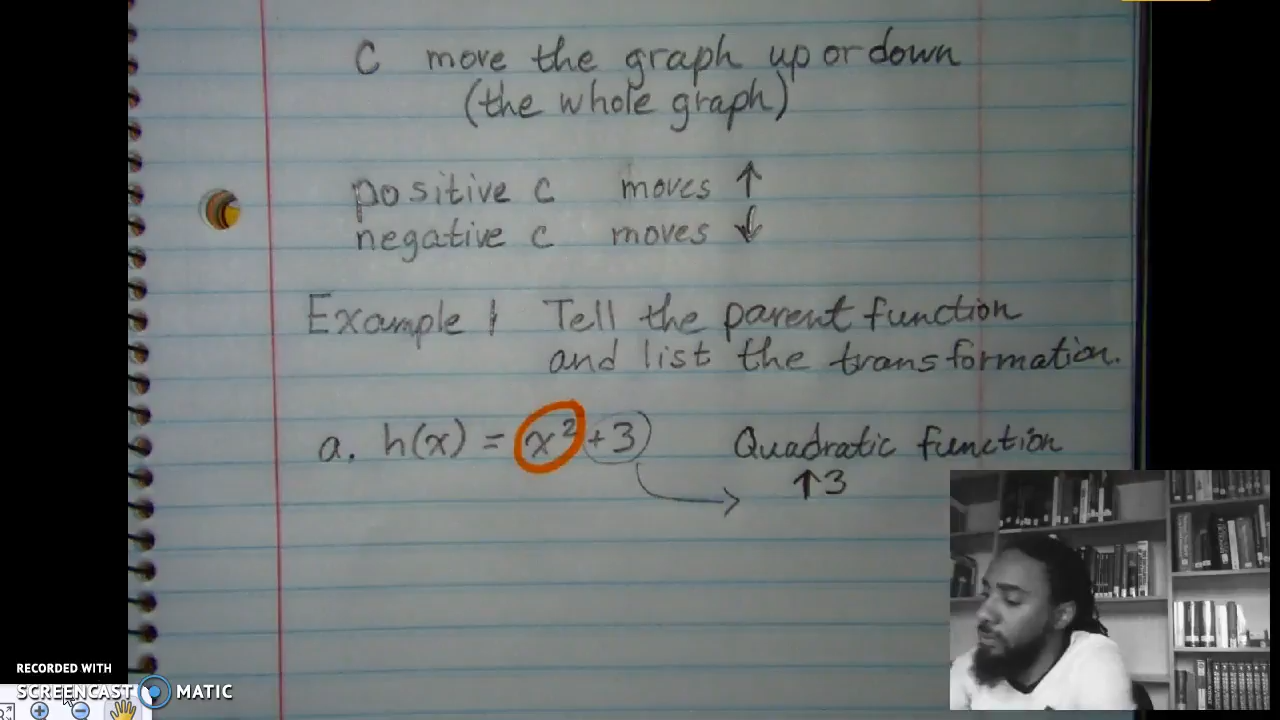 C move the graph up or down
(the whole graph)
positive c moves ↑
negative c moves ↓
Example 1 Tell the parent function
and list the transformation.
a. h(x) = x² + 3 Quadratic function
↑3
RECORDED WITH
SCREENCAST MATIC